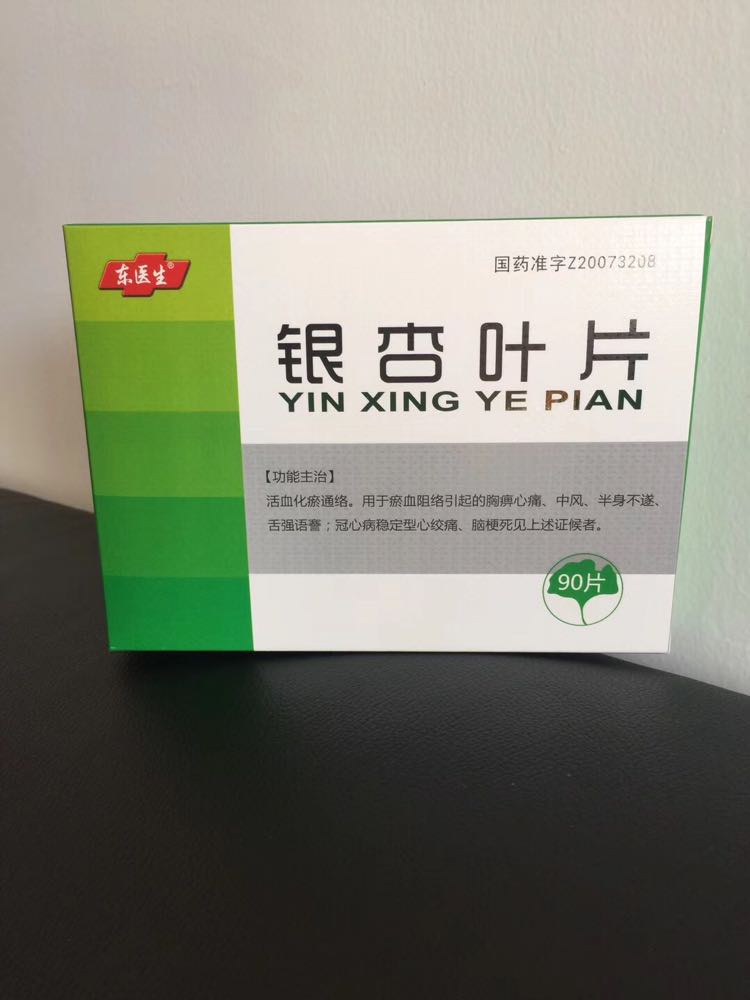 东医生®
国药准字Z20073208
银杏叶片
YIN XING YE PIAN
【功能主治】
活血化瘀通络。用于瘀血阻络引起的胸痹心痛、中风、半身不遂、
舌强语謇；冠心病稳定型心绞痛、脑梗死见上述证候者。
90片